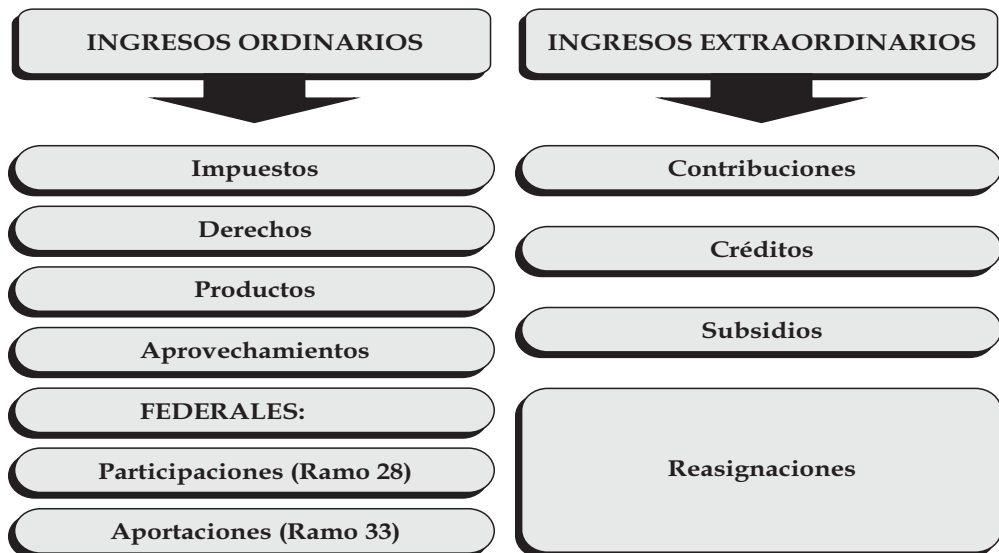 INGRESOS ORDINARIOS
Impuestos
Derechos
Productos
Aprovechamientos
FEDERALES:
Participaciones (Ramo 28)
Aportaciones (Ramo 33)
INGRESOS EXTRAORDINARIOS
Contribuciones
Créditos
Subsidios
Reasignaciones